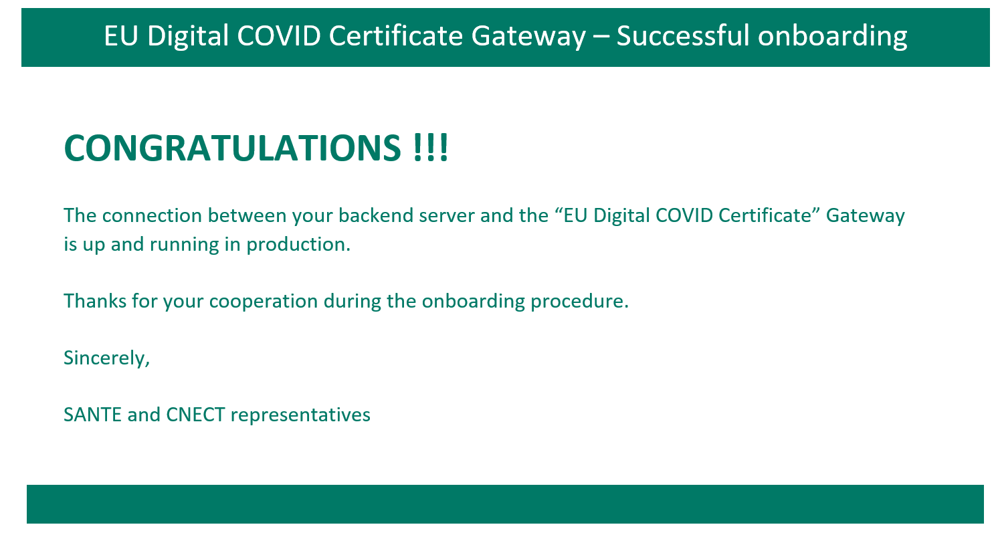 EU Digital COVID Certificate Gateway – Successful onboarding
CONGRATULATIONS !!!
The connection between your backend server and the “EU Digital COVID Certificate” Gateway
is up and running in production.
Thanks for your cooperation during the onboarding procedure.
Sincerely,
SANTE and CNECT representatives